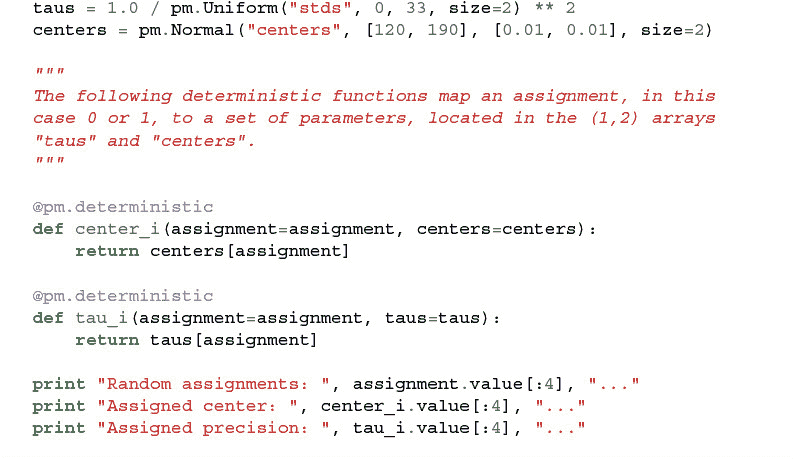 taus = 1.0 / pm.Uniform("stds", 0, 33, size=2) ** 2
centers = pm.Normal("centers", [120, 190], [0.01, 0.01], size=2)
"""
The following deterministic functions map an assignment, in this
case 0 or 1, to a set of parameters, located in the (1,2) arrays
"taus" and "centers".
"""
@pm.deterministic
def center_i(assignment=assignment, centers=centers):
    return centers[assignment]
@pm.deterministic
def tau_i(assignment=assignment, taus=taus):
    return taus[assignment]
print "Random assignments: ", assignment.value[:4], "..."
print "Assigned center: ", center_i.value[:4], "..."
print "Assigned precision: ", tau_i.value[:4], "..."